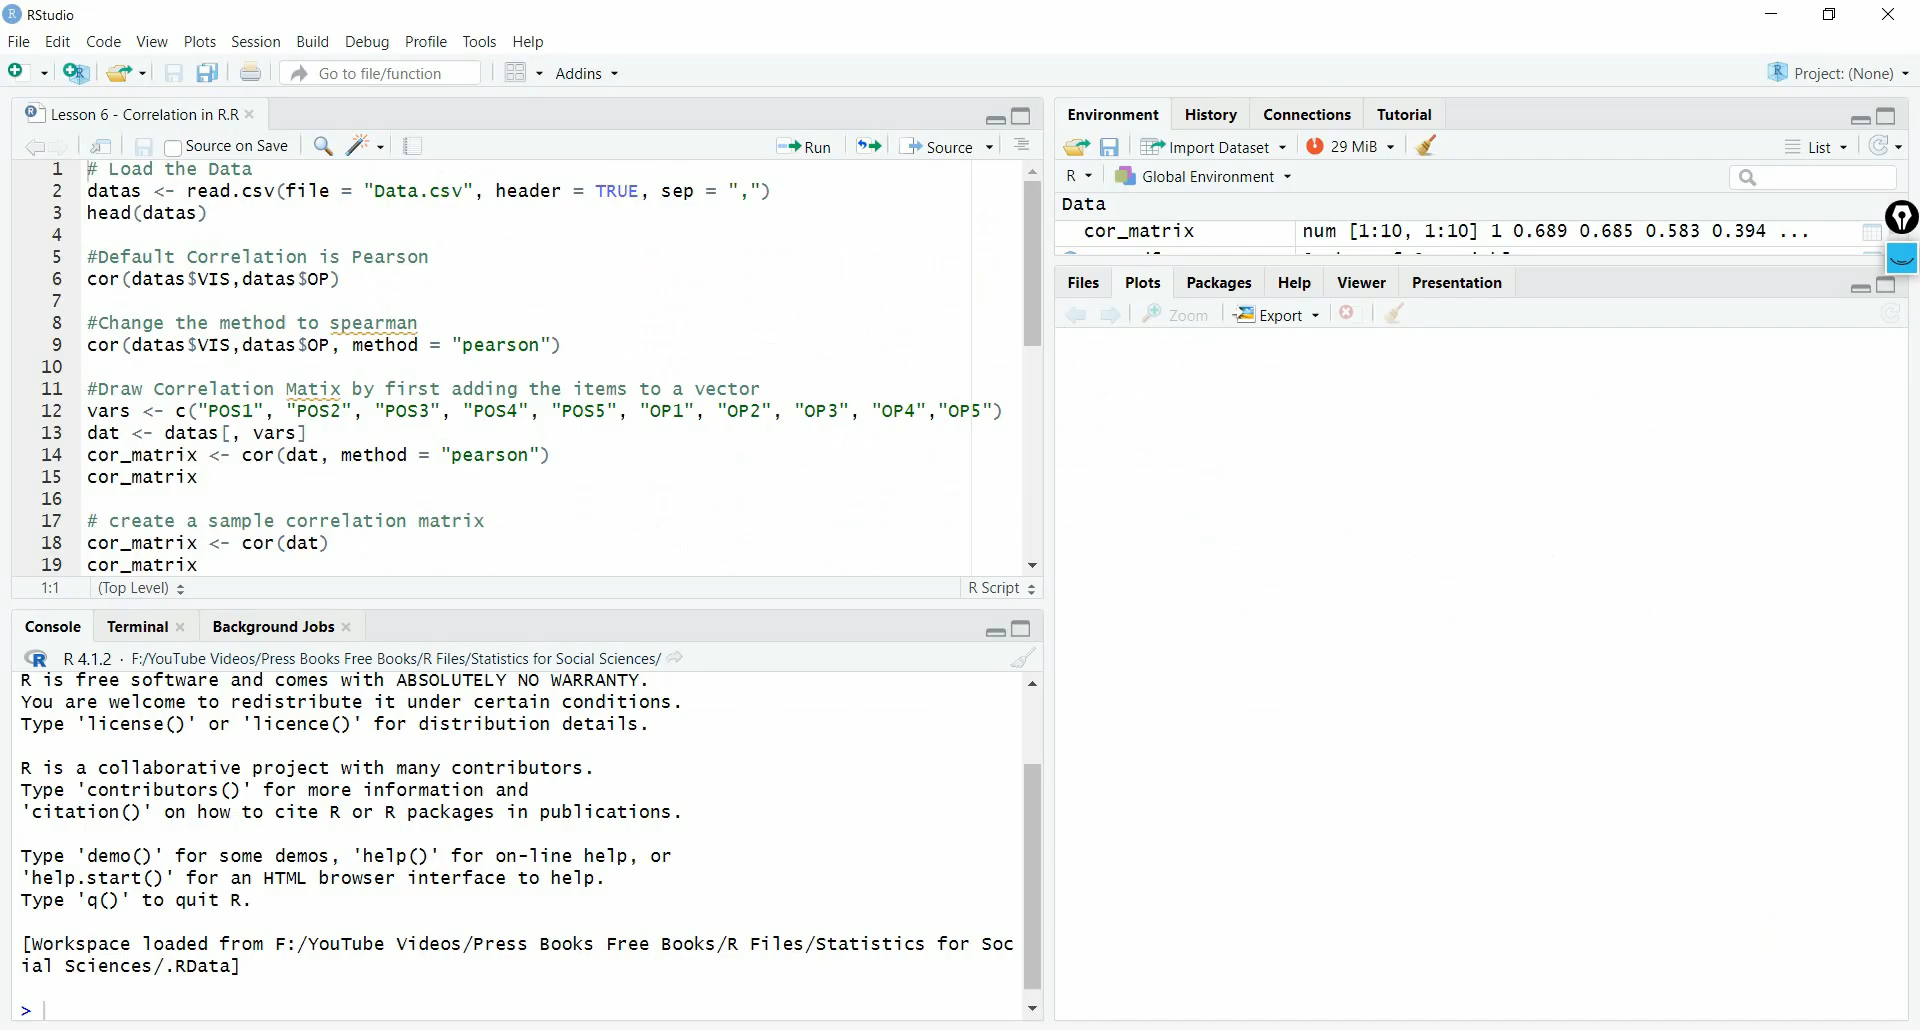 RStudio
File Edit Code View Plots Session Build Debug Profile Tools Help
Go to file/function Addins Project: (None)
Lesson 6 - Correlation in R.R
Source on Save Run Source
1 # Load the Data
2 datas <- read.csv(file = "Data.csv", header = TRUE, sep = ",")
3 head(datas)
4
5 #Default Correlation is Pearson
6 cor(datas$VIS,datas$OP)
7
8 #Change the method to spearman
9 cor(datas$VIS,datas$OP, method = "pearson")
10
11 #Draw Correlation Matix by first adding the items to a vector
12 vars <- c("POS1", "POS2", "POS3", "POS4", "POS5", "OP1", "OP2", "OP3", "OP4","OP5")
13 dat <- datas[, vars]
14 cor_matrix <- cor(dat, method = "pearson")
15 cor_matrix
16
17 # create a sample correlation matrix
18 cor_matrix <- cor(dat)
19 cor_matrix
1:1 (Top Level) R Script
Console Terminal Background Jobs
R 4.1.2 · F:/YouTube Videos/Press Books Free Books/R Files/Statistics for Social Sciences/
R is free software and comes with ABSOLUTELY NO WARRANTY.
You are welcome to redistribute it under certain conditions.
Type 'license()' or 'licence()' for distribution details.
R is a collaborative project with many contributors.
Type 'contributors()' for more information and
'citation()' on how to cite R or R packages in publications.
Type 'demo()' for some demos, 'help()' for on-line help, or
'help.start()' for an HTML browser interface to help.
Type 'q()' to quit R.
[Workspace loaded from F:/YouTube Videos/Press Books Free Books/R Files/Statistics for Soc
ial Sciences/.RData]
>
Environment History Connections Tutorial
Import Dataset 29 MiB List
R Global Environment
Data
cor_matrix num [1:10, 1:10] 1 0.689 0.685 0.583 0.394 ...
Files Plots Packages Help Viewer Presentation
Zoom Export